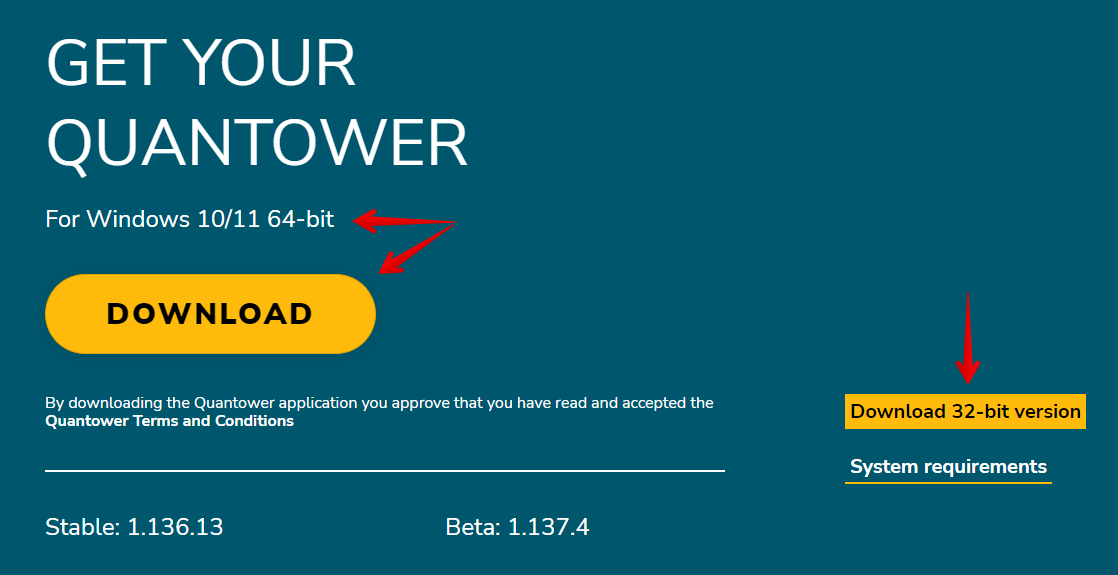 GET YOUR
QUANTOWER
For Windows 10/11 64-bit
DOWNLOAD
By downloading the Quantower application you approve that you have read and accepted the
Quantower Terms and Conditions
Download 32-bit version
System requirements
Stable: 1.136.13
Beta: 1.137.4